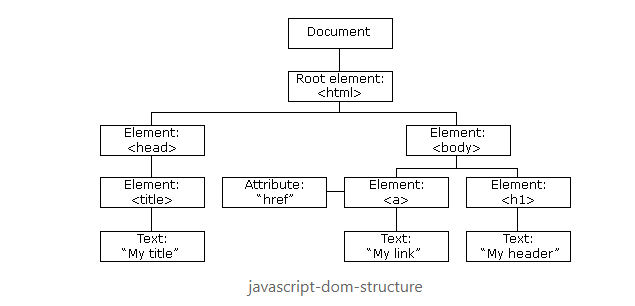 Document
Root element:
<html>
Element:
<head>
Element:
<body>
Element:
<title>
Attribute:
“href”
Element:
<a>
Element:
<h1>
Text:
“My title”
Text:
“My link”
Text:
“My header”
javascript-dom-structure